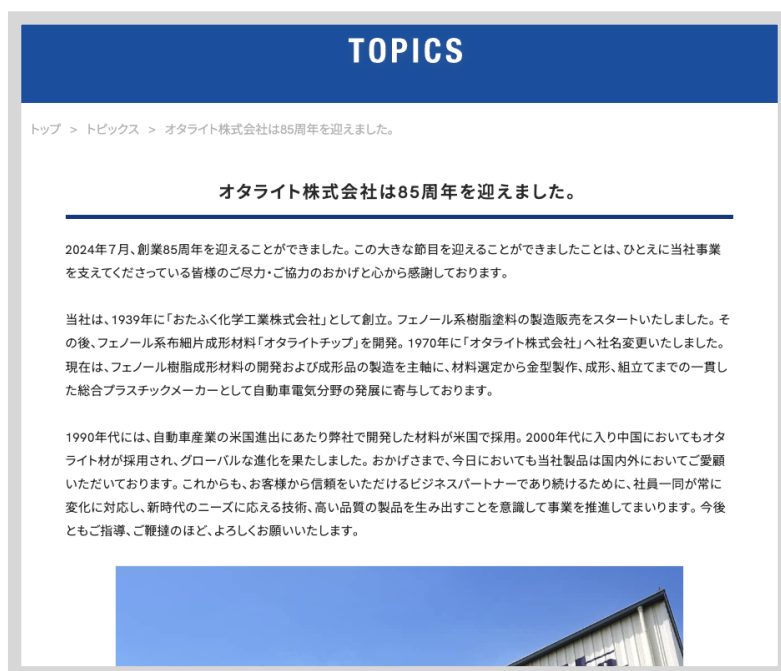 TOPICS
トップ > トピックス > オタライト株式会社は85周年を迎えました。
オタライト株式会社は85周年を迎えました。
2024年7月、創業85周年を迎えることができました。この大きな節目を迎えることができましたことは、ひとえに当社事業
を支えてくださっている皆様のご尽力・ご協力のおかげと心から感謝しております。
当社は、1939年に「おたふく化学工業株式会社」として創立。フェノール系樹脂塗料の製造販売をスタートいたしました。そ
の後、フェノール系布細片成形材料「オタライトチップ」を開発。1970年に「オタライト株式会社」へ社名変更いたしました。
現在は、フェノール樹脂成形材料の開発および成形品の製造を主軸に、材料選定から金型製作、成形、組立てまでの一貫し
た総合プラスチックメーカーとして自動車電気分野の発展に寄与しております。
1990年代には、自動車産業の米国進出にあたり弊社で開発した材料が米国で採用。2000年代に入り中国においてもオタ
ライト材が採用され、グローバルな進化を果たしました。おかげさまで、今日においても当社製品は国内外においてご愛顧
いただいております。これからも、お客様から信頼をいただけるビジネスパートナーであり続けるために、社員一同が常に
変化に対応し、新時代のニーズに応える技術、高い品質の製品を生み出すことを意識して事業を推進してまいります。今後
ともご指導、ご鞭撻のほど、よろしくお願いいたします。